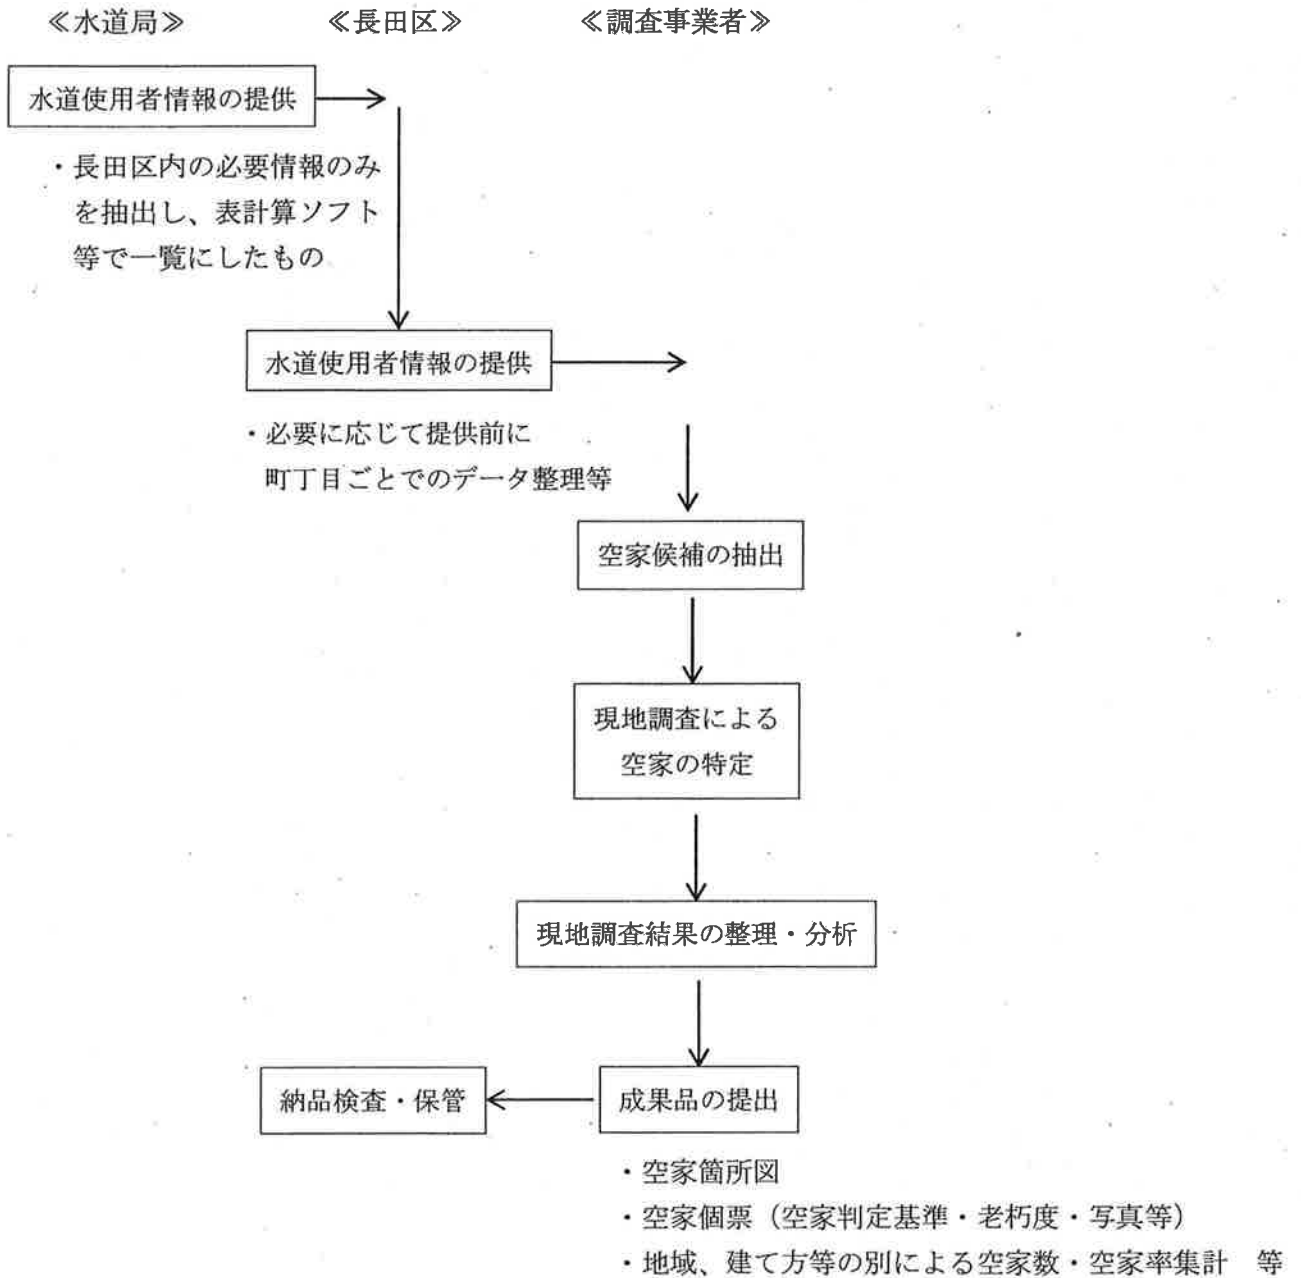 ≪水道局≫ ≪長田区≫ ≪調査事業者≫
水道使用者情報の提供
・長田区内の必要情報のみ
を抽出し、表計算ソフト
等で一覧にしたもの
水道使用者情報の提供
・必要に応じて提供前に
町丁目ごとでのデータ整理等
空家候補の抽出
現地調査による
空家の特定
現地調査結果の整理・分析
納品検査・保管
成果品の提出
・空家箇所図
・空家個票（空家判定基準・老朽度・写真等）
・地域、建て方等の別による空家数・空家率集計　等